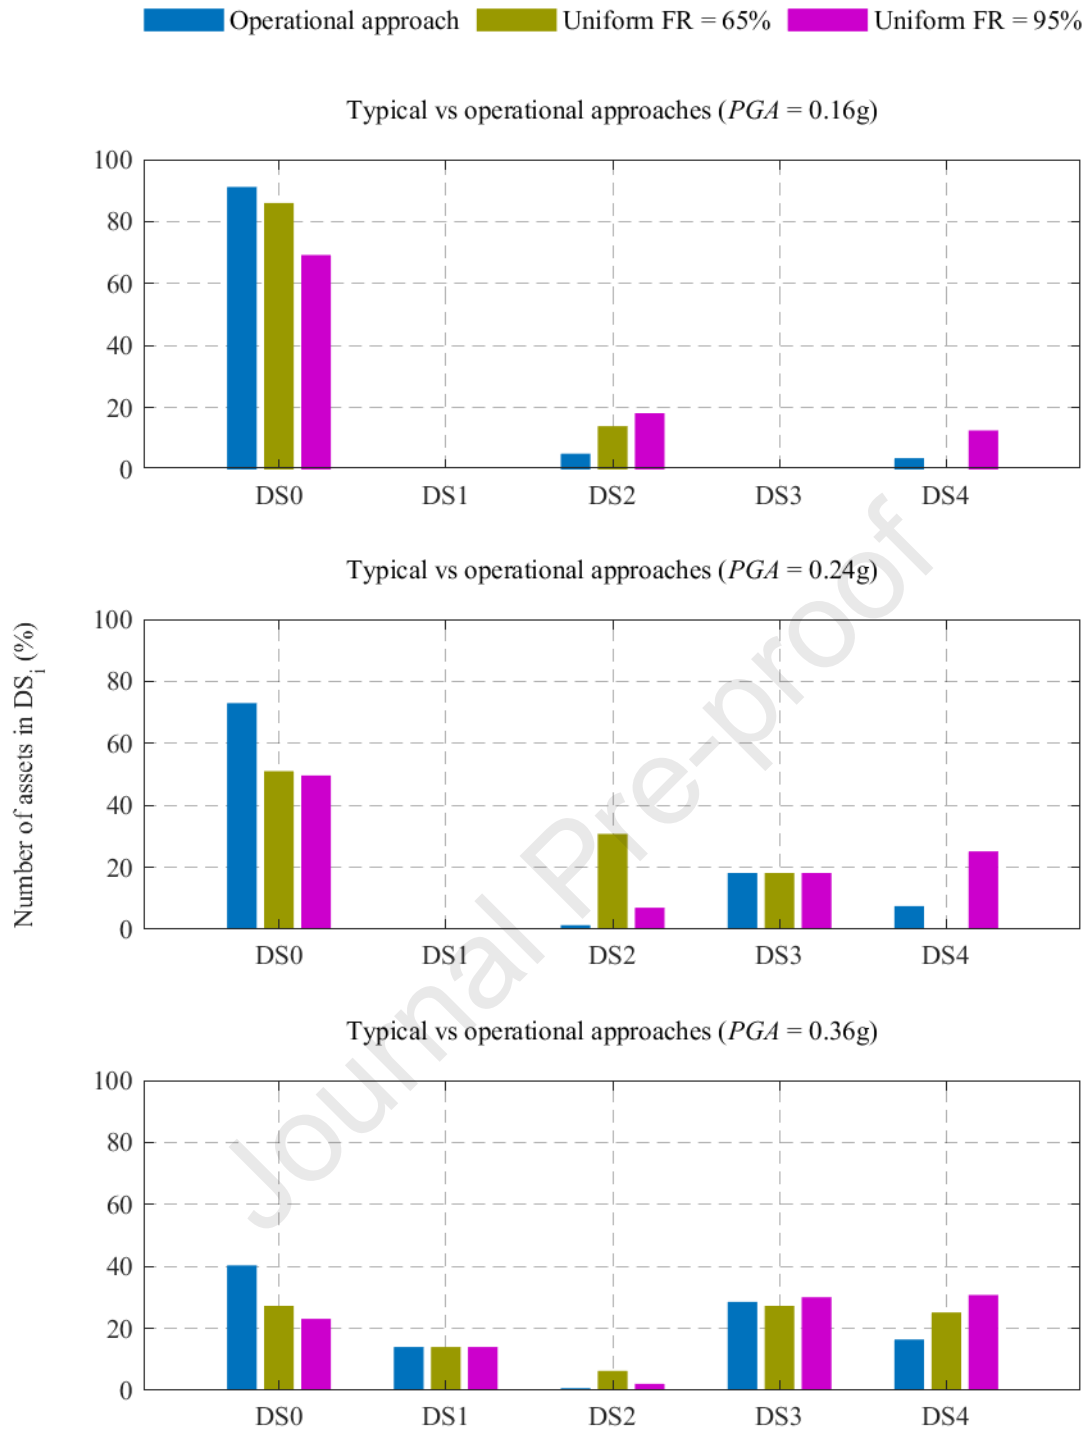 Operational approach Uniform FR = 65% Uniform FR = 95%
Typical vs operational approaches (PGA = 0.16g)
100
80
60
40
20
0
DS0 DS1 DS2 DS3 DS4
Typical vs operational approaches (PGA = 0.24g)
100
80
60
40
20
0
DS0 DS1 DS2 DS3 DS4
Number of assets in DSi (%)
Typical vs operational approaches (PGA = 0.36g)
100
80
60
40
20
0
DS0 DS1 DS2 DS3 DS4
Journal Pre-proof